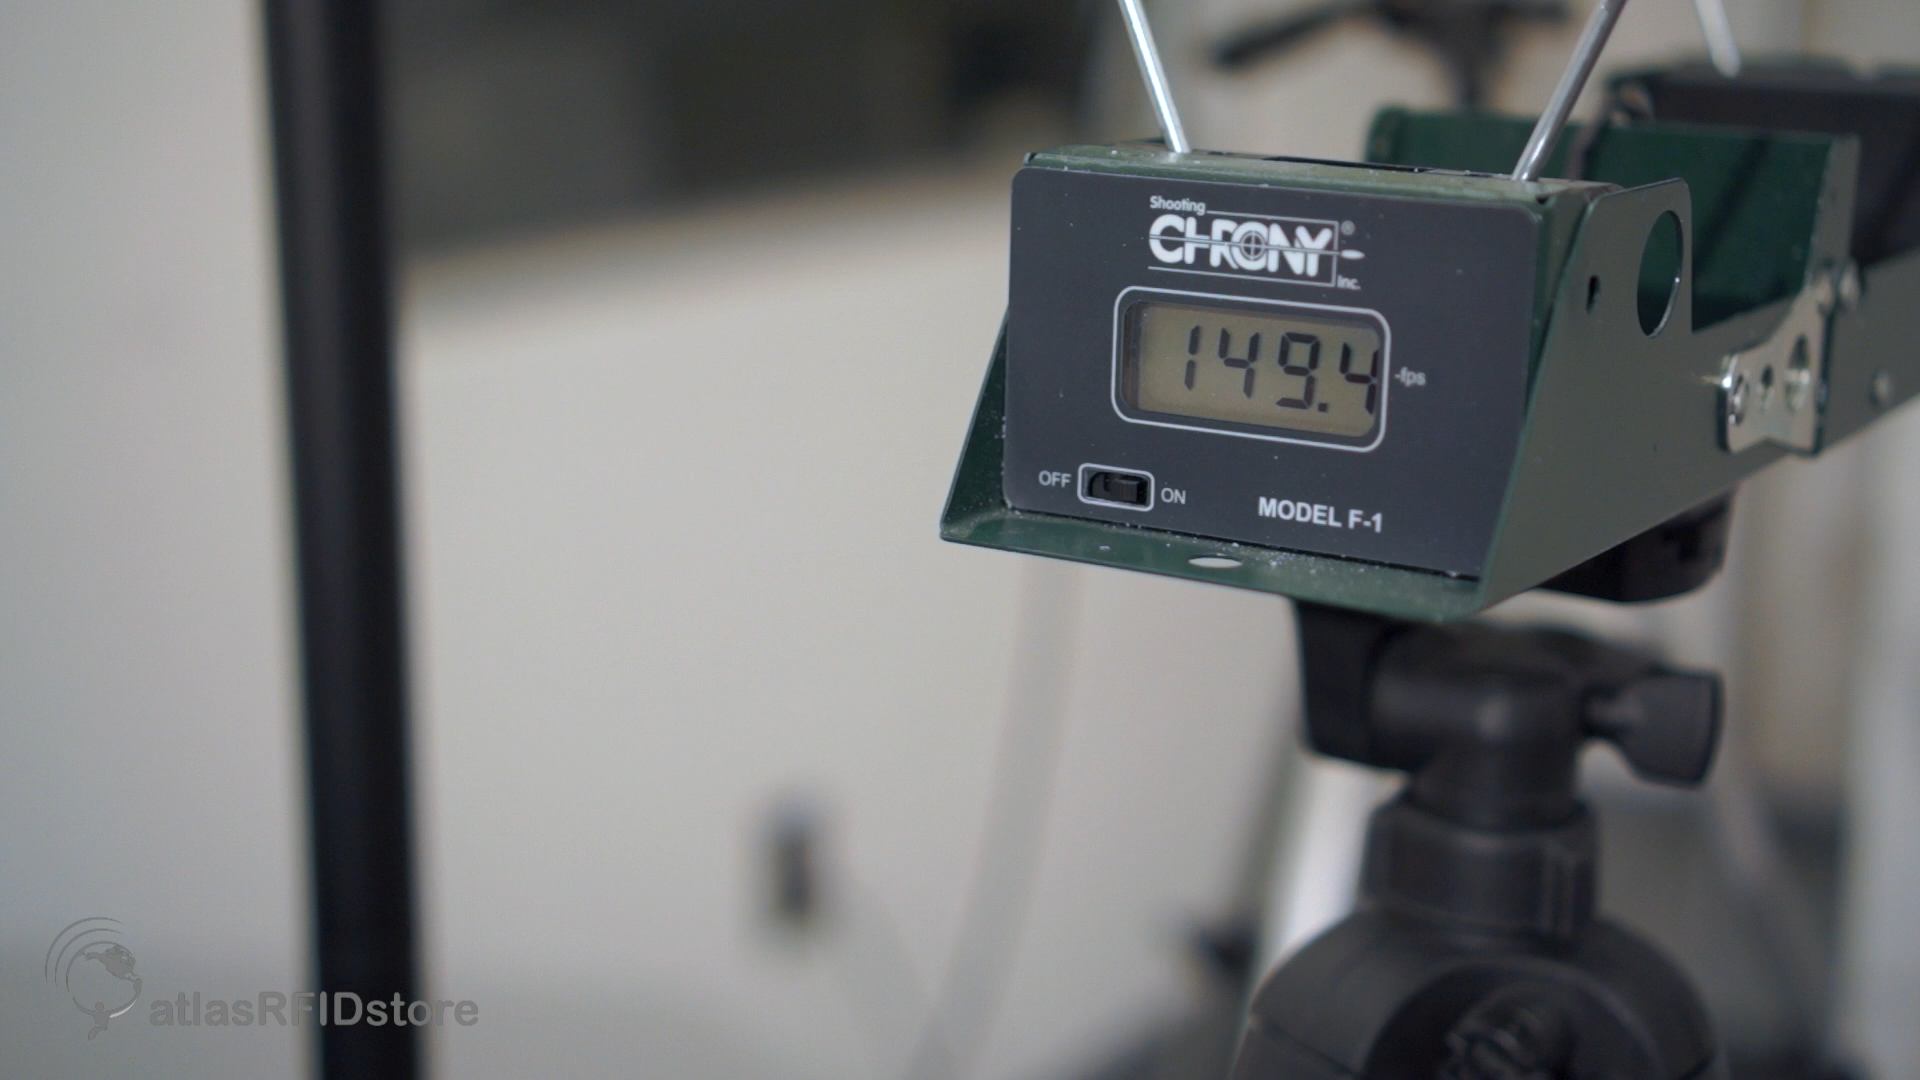 Shooting
CHRONY®
Inc.
149.4
-fps
OFF ON
MODEL F-1
atlasRFIDstore